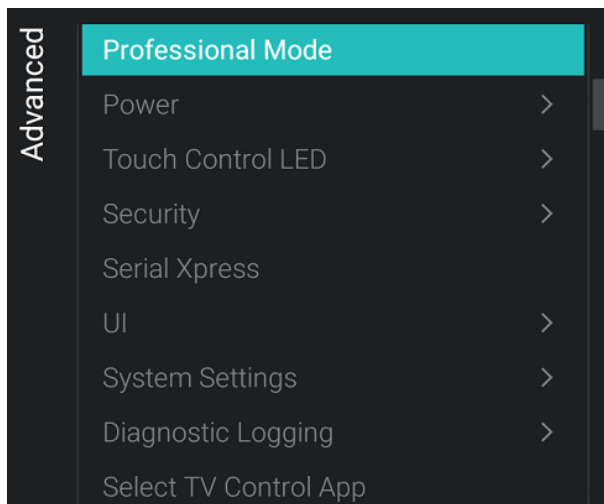 Advanced
Professional Mode
Power
Touch Control LED
Security
Serial Xpress
UI
System Settings
Diagnostic Logging
Select TV Control App